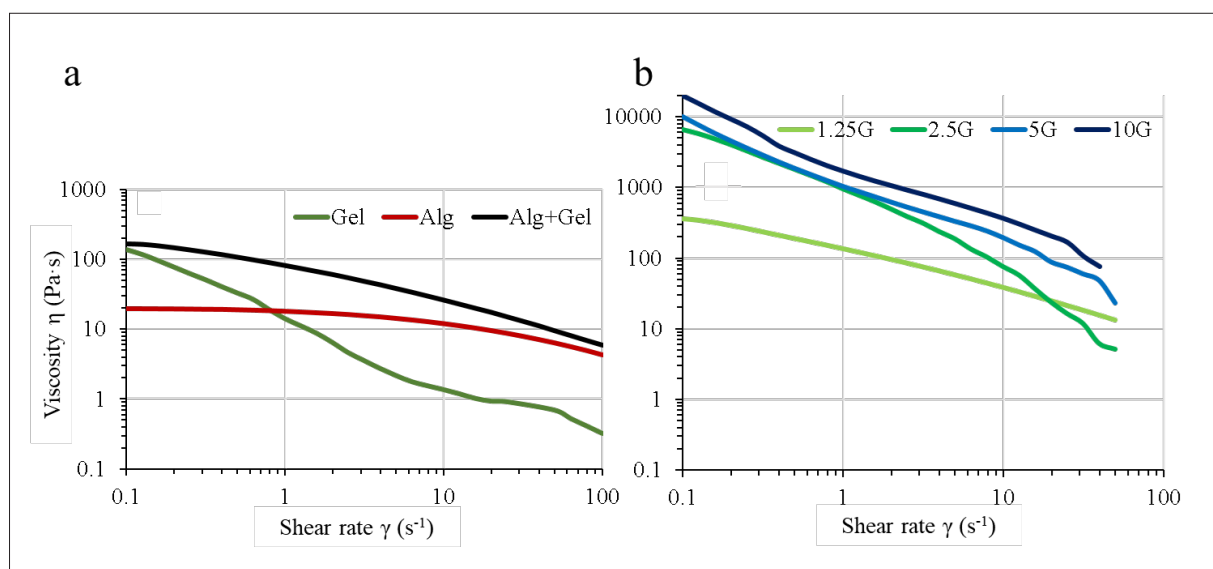 a
1000
100
10
1
0.1
Viscosity η (Pa·s)
Gel Alg Alg+Gel
0.1 1 10 100
Shear rate γ (s⁻¹)
b
10000
1000
100
10
1
0.1
1.25G 2.5G 5G 10G
0.1 1 10 100
Shear rate γ (s⁻¹)